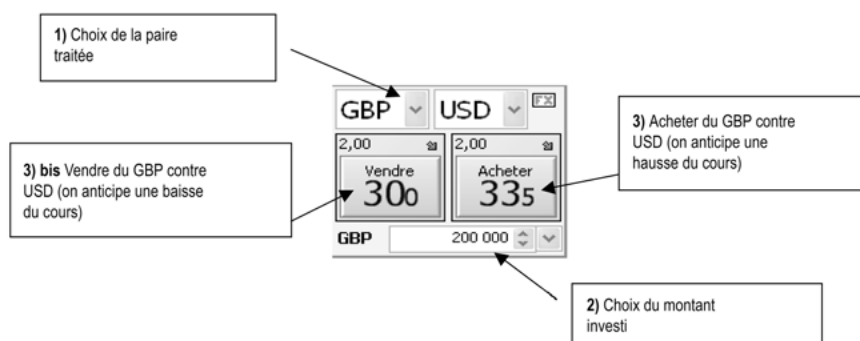 1) Choix de la paire
traitée
GBP USD FX
3) Acheter du GBP contre
USD (on anticipe une
hausse du cours)
2,00 2,00
Vendre Acheter
300 335
3) bis Vendre du GBP contre
USD (on anticipe une baisse
du cours)
GBP 200 000
2) Choix du montant
investi